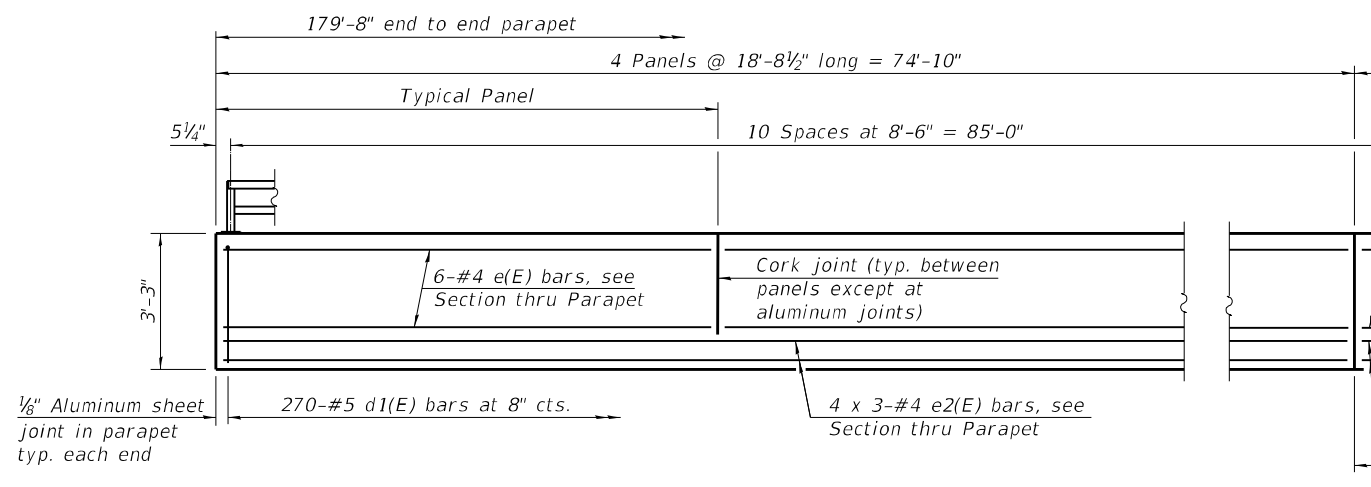 179'-8" end to end parapet
4 Panels @ 18'-8½" long = 74'-10"
Typical Panel
5¼"
10 Spaces at 8'-6" = 85'-0"
3'-3"
6-#4 e(E) bars, see
Section thru Parapet
Cork joint (typ. between
panels except at
aluminum joints)
⅛" Aluminum sheet
joint in parapet
typ. each end
270-#5 d1(E) bars at 8" cts.
4 x 3-#4 e2(E) bars, see
Section thru Parapet